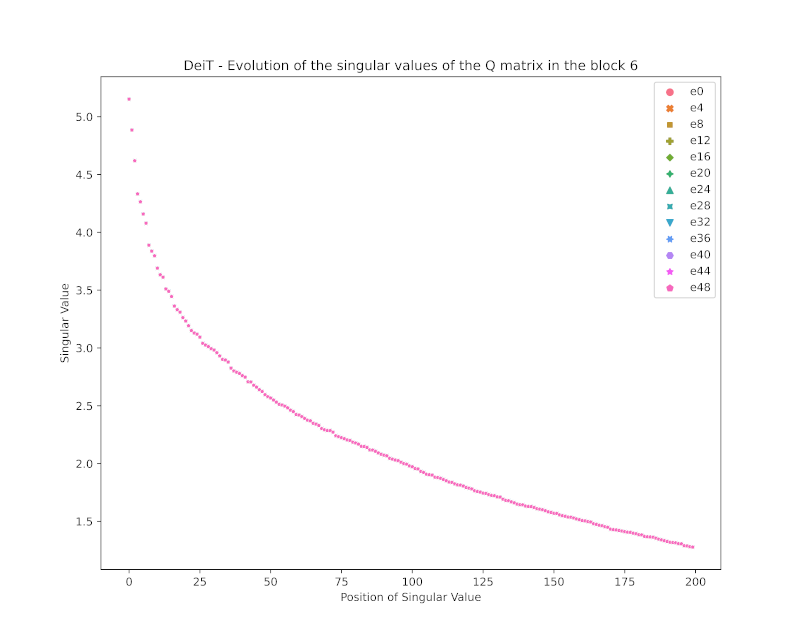 DeiT - Evolution of the singular values of the Q matrix in the block 6
5.0
4.5
4.0
3.5
3.0
2.5
2.0
1.5
Singular Value
0 25 50 75 100 125 150 175 200
Position of Singular Value
e0
e4
e8
e12
e16
e20
e24
e28
e32
e36
e40
e44
e48